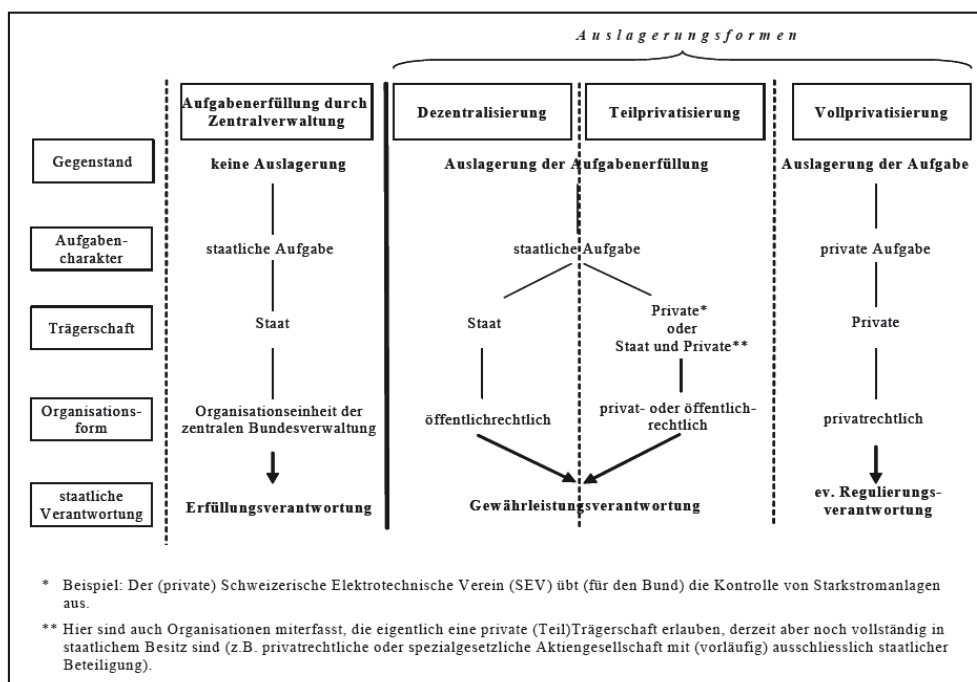 Auslagerungsformen
Aufgabenerfüllung durch
Zentralverwaltung
Dezentralisierung
Teilprivatisierung
Vollprivatisierung
Gegenstand
keine Auslagerung
Auslagerung der Aufgabenerfüllung
Auslagerung der Aufgabe
Aufgaben-
charakter
staatliche Aufgabe
staatliche Aufgabe
private Aufgabe
Trägerschaft
Staat
Staat
Private*
oder
Staat und Private**
Private
Organisations-
form
Organisationseinheit der
zentralen Bundesverwaltung
öffentlichrechtlich
privat- oder öffentlich-
rechtlich
privatrechtlich
staatliche
Verantwortung
Erfüllungsverantwortung
Gewährleistungsverantwortung
ev. Regulierungs-
verantwortung
* Beispiel: Der (private) Schweizerische Elektrotechnische Verein (SEV) übt (für den Bund) die Kontrolle von Starkstromanlagen
aus.
** Hier sind auch Organisationen miterfasst, die eigentlich eine private (Teil)Trägerschaft erlauben, derzeit aber noch vollständig in
staatlichem Besitz sind (z.B. privatrechtliche oder spezialgesetzliche Aktiengesellschaft mit (vorläufig) ausschliesslich staatlicher
Beteiligung).